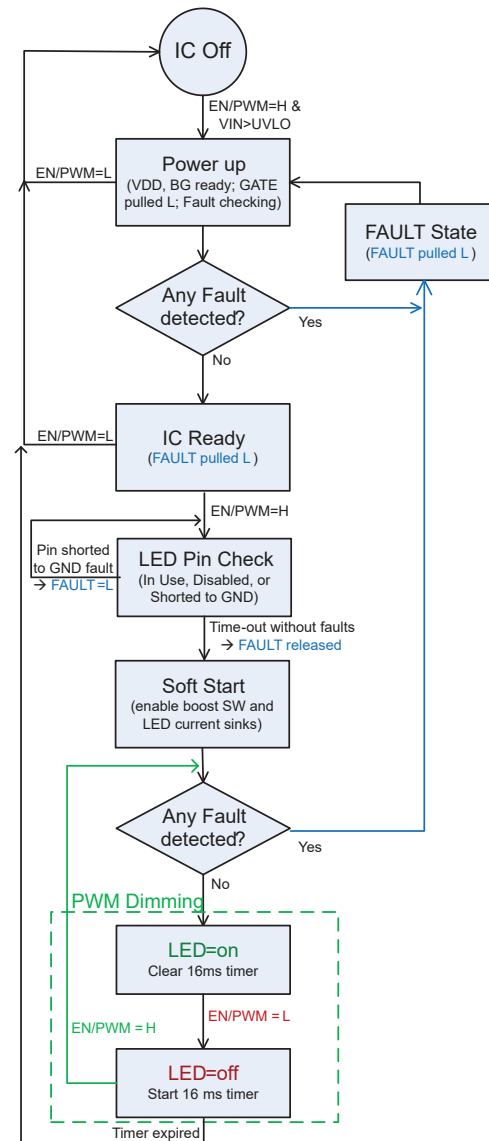 IC Off
EN/PWM=H &
VIN>UVLO
EN/PWM=L
Power up
(VDD, BG ready; GATE
pulled L; Fault checking)
FAULT State
(FAULT pulled L )
Any Fault
detected?
Yes
No
EN/PWM=L
IC Ready
(FAULT pulled L )
EN/PWM=H
Pin shorted
to GND fault
→ FAULT =L
LED Pin Check
(In Use, Disabled, or
Shorted to GND)
Time-out without faults
→ FAULT released
Soft Start
(enable boost SW and
LED current sinks)
Any Fault
detected?
Yes
No
PWM Dimming
LED=on
Clear 16ms timer
EN/PWM = H
EN/PWM = L
LED=off
Start 16 ms timer
Timer expired